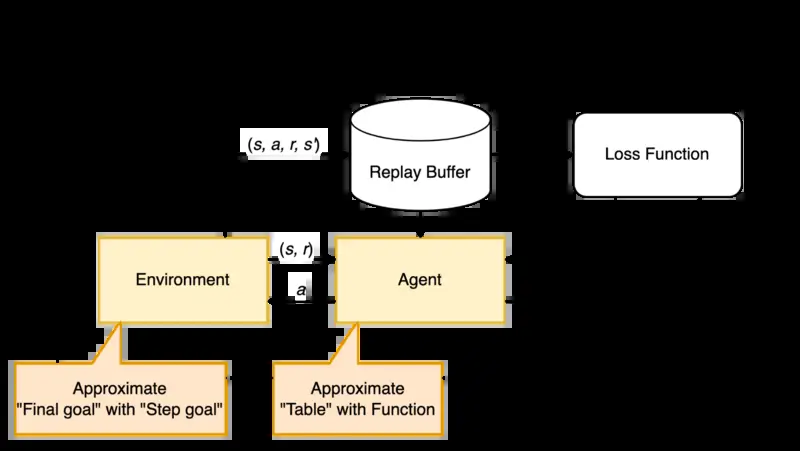 (s, a, r, s')
Replay Buffer
Loss Function
Environment
(s, r)
a
Agent
Approximate
"Final goal" with "Step goal"
Approximate
"Table" with Function